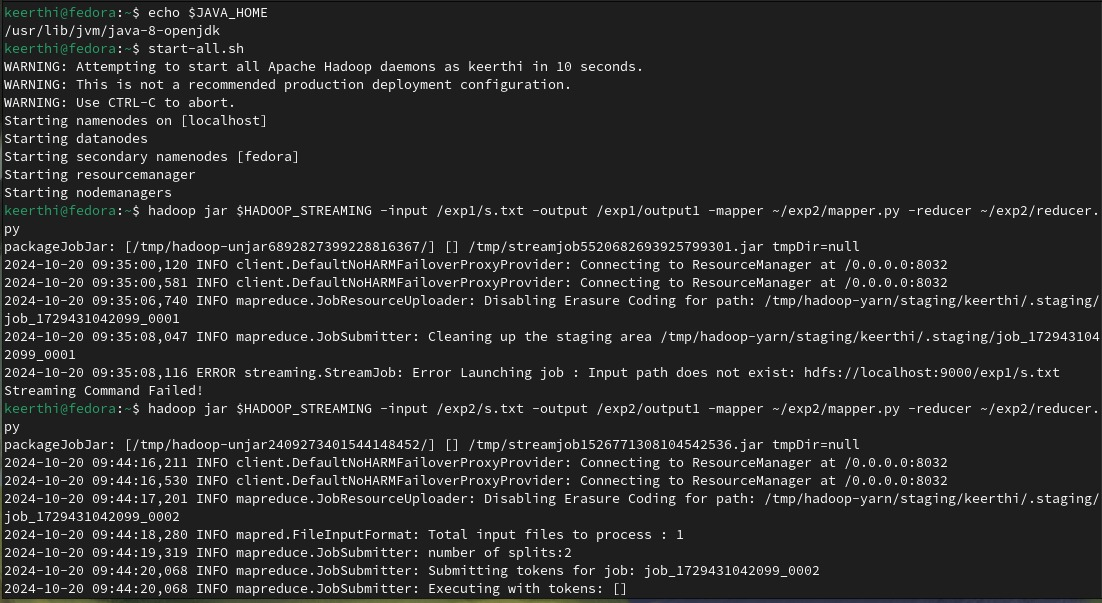 keerthi@fedora:~$ echo $JAVA_HOME
/usr/lib/jvm/java-8-openjdk
keerthi@fedora:~$ start-all.sh
WARNING: Attempting to start all Apache Hadoop daemons as keerthi in 10 seconds.
WARNING: This is not a recommended production deployment configuration.
WARNING: Use CTRL-C to abort.
Starting namenodes on [localhost]
Starting datanodes
Starting secondary namenodes [fedora]
Starting resourcemanager
Starting nodemanagers
keerthi@fedora:~$ hadoop jar $HADOOP_STREAMING -input /exp1/s.txt -output /exp1/output1 -mapper ~/exp2/mapper.py -reducer ~/exp2/reducer.
py
packageJobJar: [/tmp/hadoop-unjar6892827399228816367/] [] /tmp/streamjob5520682693925799301.jar tmpDir=null
2024-10-20 09:35:00,120 INFO client.DefaultNoHARMFailoverProxyProvider: Connecting to ResourceManager at /0.0.0.0:8032
2024-10-20 09:35:00,581 INFO client.DefaultNoHARMFailoverProxyProvider: Connecting to ResourceManager at /0.0.0.0:8032
2024-10-20 09:35:06,740 INFO mapreduce.JobResourceUploader: Disabling Erasure Coding for path: /tmp/hadoop-yarn/staging/keerthi/.staging/
job_1729431042099_0001
2024-10-20 09:35:08,047 INFO mapreduce.JobSubmitter: Cleaning up the staging area /tmp/hadoop-yarn/staging/keerthi/.staging/job_172943104
2099_0001
2024-10-20 09:35:08,116 ERROR streaming.StreamJob: Error Launching job : Input path does not exist: hdfs://localhost:9000/exp1/s.txt
Streaming Command Failed!
keerthi@fedora:~$ hadoop jar $HADOOP_STREAMING -input /exp2/s.txt -output /exp2/output1 -mapper ~/exp2/mapper.py -reducer ~/exp2/reducer.
py
packageJobJar: [/tmp/hadoop-unjar2409273401544148452/] [] /tmp/streamjob1526771308104542536.jar tmpDir=null
2024-10-20 09:44:16,211 INFO client.DefaultNoHARMFailoverProxyProvider: Connecting to ResourceManager at /0.0.0.0:8032
2024-10-20 09:44:16,530 INFO client.DefaultNoHARMFailoverProxyProvider: Connecting to ResourceManager at /0.0.0.0:8032
2024-10-20 09:44:17,201 INFO mapreduce.JobResourceUploader: Disabling Erasure Coding for path: /tmp/hadoop-yarn/staging/keerthi/.staging/
job_1729431042099_0002
2024-10-20 09:44:18,280 INFO mapred.FileInputFormat: Total input files to process : 1
2024-10-20 09:44:19,319 INFO mapreduce.JobSubmitter: number of splits:2
2024-10-20 09:44:20,068 INFO mapreduce.JobSubmitter: Submitting tokens for job: job_1729431042099_0002
2024-10-20 09:44:20,068 INFO mapreduce.JobSubmitter: Executing with tokens: []